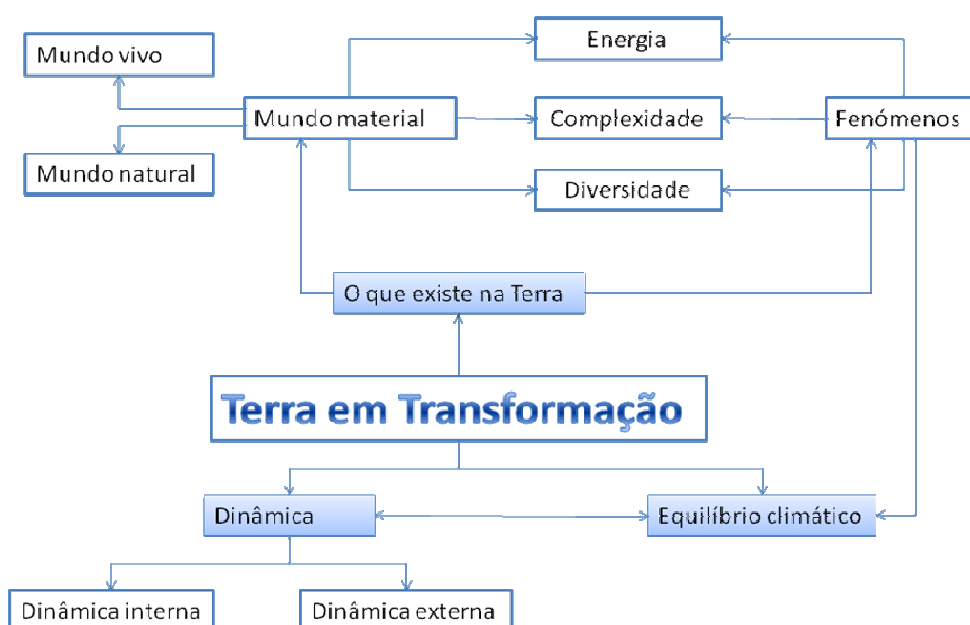 Energia
Mundo vivo
Mundo material
Complexidade
Fenómenos
Mundo natural
Diversidade
O que existe na Terra
Terra em Transformação
Dinâmica
Equilíbrio climático
Dinâmica interna
Dinâmica externa